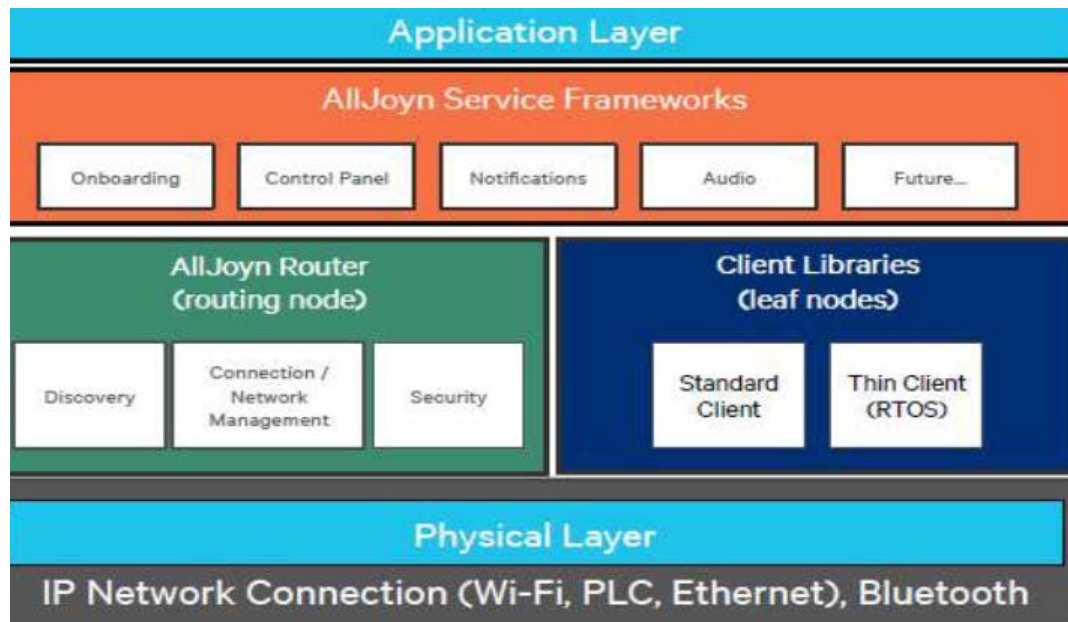 Application Layer
AllJoyn Service Frameworks
Onboarding
Control Panel
Notifications
Audio
Future...
AllJoyn Router
(routing node)
Discovery
Connection /
Network
Management
Security
Client Libraries
(leaf nodes)
Standard
Client
Thin Client
(RTOS)
Physical Layer
IP Network Connection (Wi-Fi, PLC, Ethernet), Bluetooth